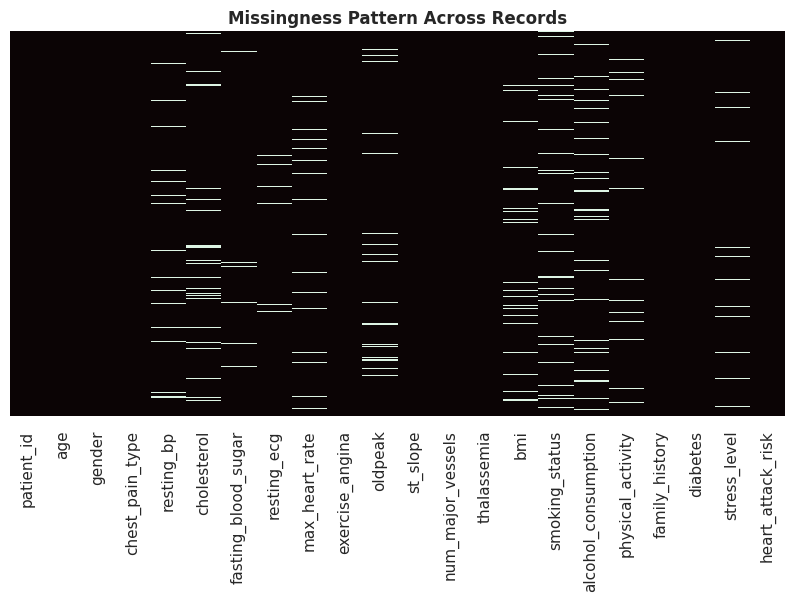 Missingness Pattern Across Records
patient_id
age
gender
chest_pain_type
resting_bp
cholesterol
fasting_blood_sugar
resting_ecg
max_heart_rate
exercise_angina
oldpeak
st_slope
num_major_vessels
thalassemia
bmi
smoking_status
alcohol_consumption
physical_activity
family_history
diabetes
stress_level
heart_attack_risk